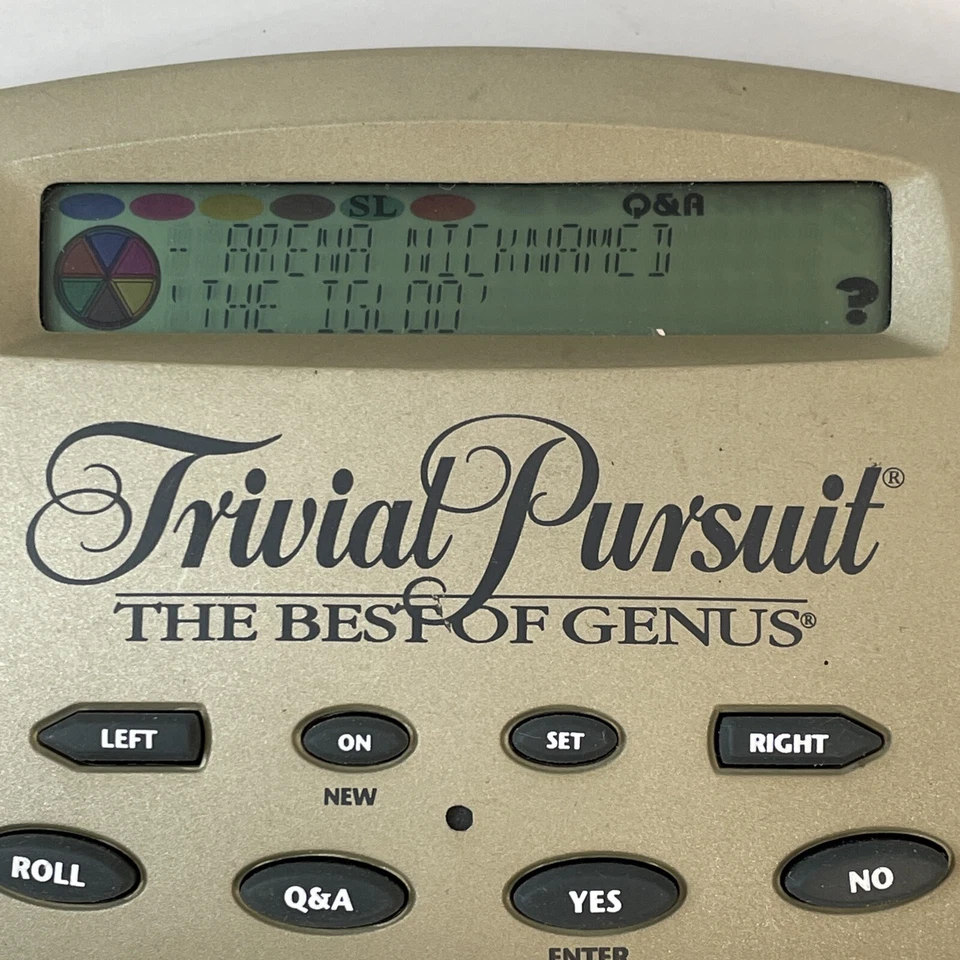 SL Q&A
- ARENA NICKNAMED
'THE IGLOO'
?
Trivial Pursuit®
THE BEST OF GENUS®
LEFT ON SET RIGHT
NEW
ROLL Q&A YES NO
ENTER